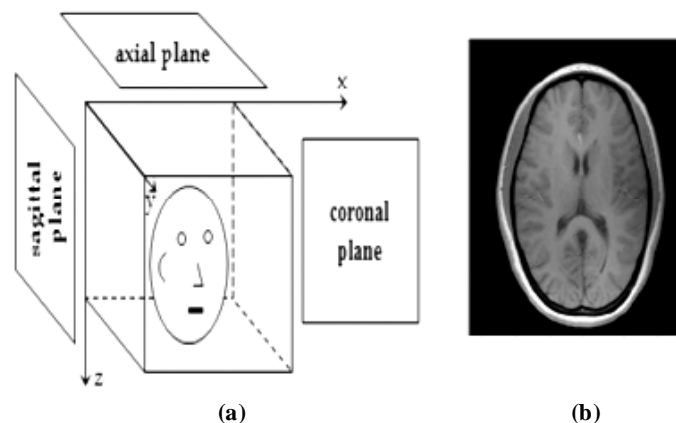 axial plane
x
sagittal
plane
y
coronal
plane
z
(a)
(b)